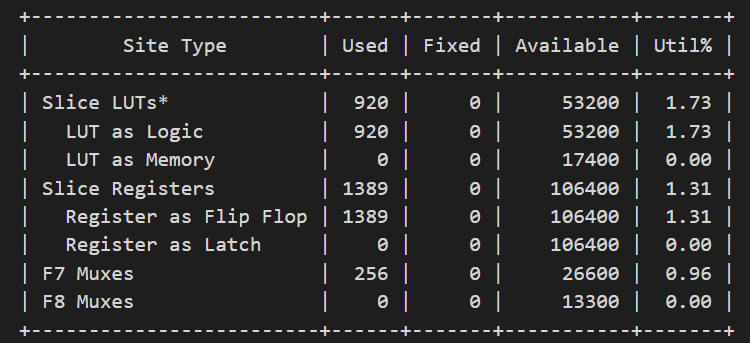 +-------------------------+------+-------+-----------+-------+
|        Site Type        | Used | Fixed | Available | Util% |
+-------------------------+------+-------+-----------+-------+
| Slice LUTs*             |  920 |     0 |     53200 |  1.73 |
|   LUT as Logic          |  920 |     0 |     53200 |  1.73 |
|   LUT as Memory         |    0 |     0 |     17400 |  0.00 |
| Slice Registers         | 1389 |     0 |    106400 |  1.31 |
|   Register as Flip Flop | 1389 |     0 |    106400 |  1.31 |
|   Register as Latch     |    0 |     0 |    106400 |  0.00 |
| F7 Muxes                |  256 |     0 |     26600 |  0.96 |
| F8 Muxes                |    0 |     0 |     13300 |  0.00 |
+-------------------------+------+-------+-----------+-------+